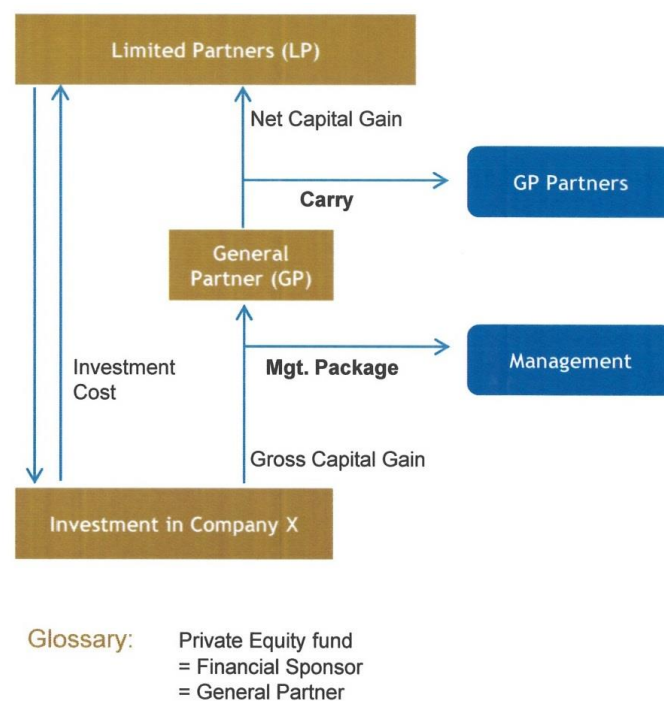 Limited Partners (LP)
Net Capital Gain
Carry
GP Partners
General
Partner (GP)
Investment
Cost
Mgt. Package
Management
Gross Capital Gain
Investment in Company X
Glossary: Private Equity fund
= Financial Sponsor
= General Partner